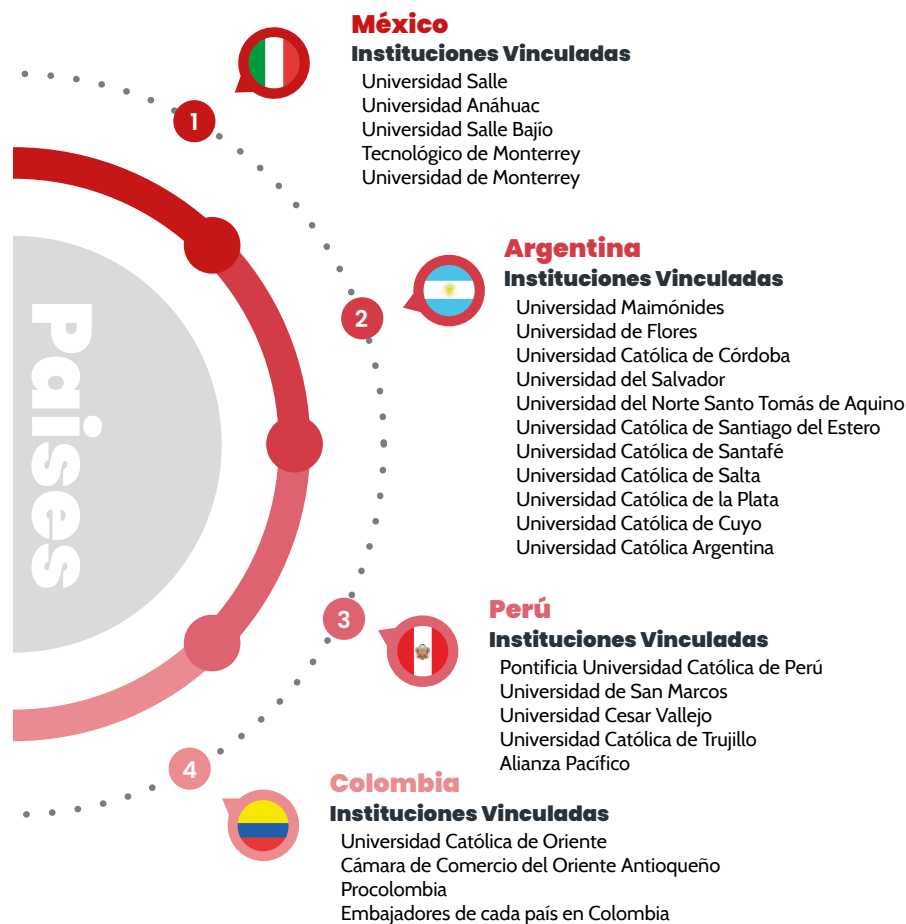 Paises
1
México
Instituciones Vinculadas
Universidad Salle
Universidad Anáhuac
Universidad Salle Bajío
Tecnológico de Monterrey
Universidad de Monterrey
2
Argentina
Instituciones Vinculadas
Universidad Maimónides
Universidad de Flores
Universidad Católica de Córdoba
Universidad del Salvador
Universidad del Norte Santo Tomás de Aquino
Universidad Católica de Santiago del Estero
Universidad Católica de Santafé
Universidad Católica de Salta
Universidad Católica de la Plata
Universidad Católica de Cuyo
Universidad Católica Argentina
3
Perú
Instituciones Vinculadas
Pontificia Universidad Católica de Perú
Universidad de San Marcos
Universidad Cesar Vallejo
Universidad Católica de Trujillo
Alianza Pacífico
4
Colombia
Instituciones Vinculadas
Universidad Católica de Oriente
Cámara de Comercio del Oriente Antioqueño
Procolombia
Embajadores de cada país en Colombia